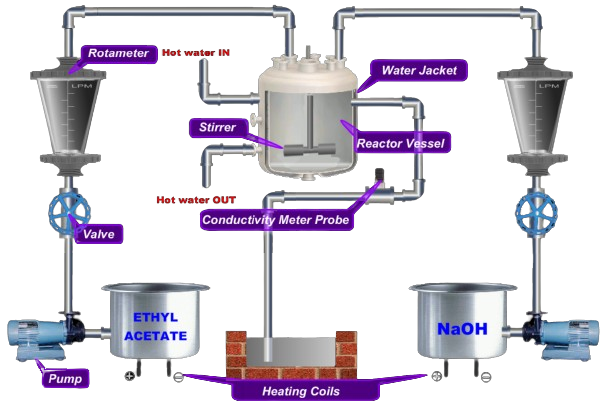 Rotameter
Hot water IN
Water Jacket
LPM
LPM
Stirrer
Reactor Vessel
Hot water OUT
Conductivity Meter Probe
Valve
ETHYL
ACETATE
NaOH
Pump
Heating Coils